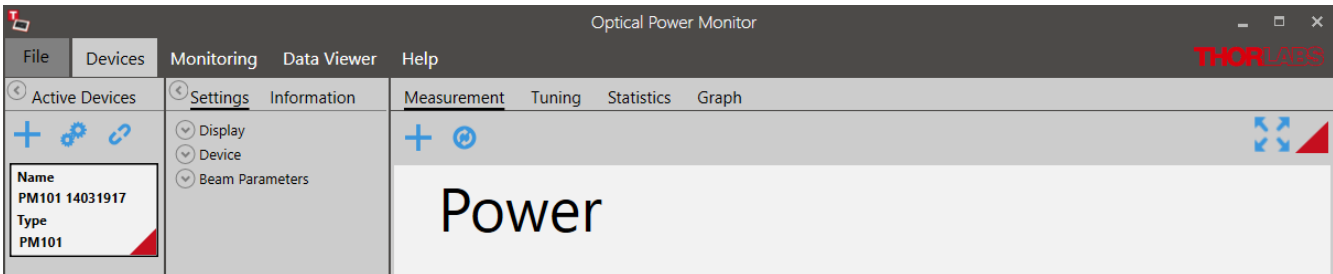 Optical Power Monitor
File Devices Monitoring Data Viewer Help
THORLABS
Active Devices
Settings Information
Measurement Tuning Statistics Graph
Name
PM101 14031917
Type
PM101
Display
Device
Beam Parameters
Power